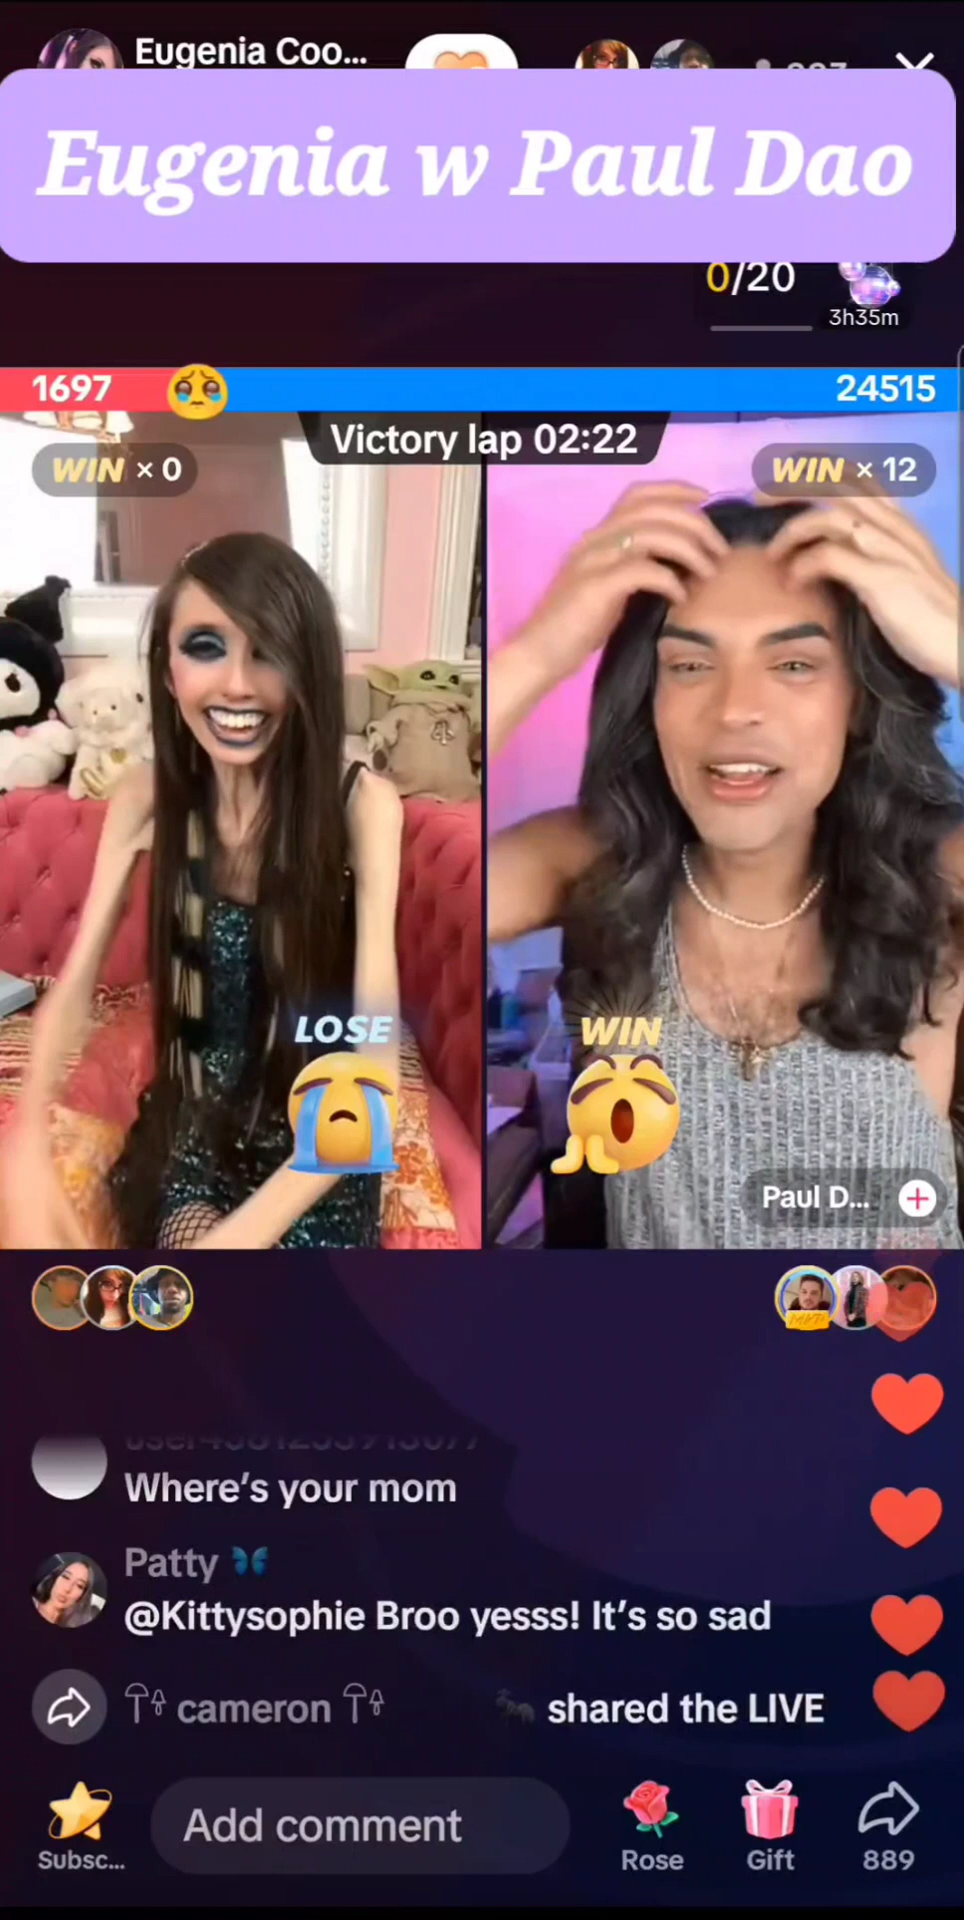 Eugenia Coo...
Eugenia w Paul Dao
0/20
3h35m
1697
24515
Victory lap 02:22
WIN × 0
WIN × 12
LOSE
WIN
Paul D...
Where's your mom
Patty
@Kittysophie Broo yesss! It's so sad
cameron
shared the LIVE
Add comment
Subsc...
Rose
Gift
889